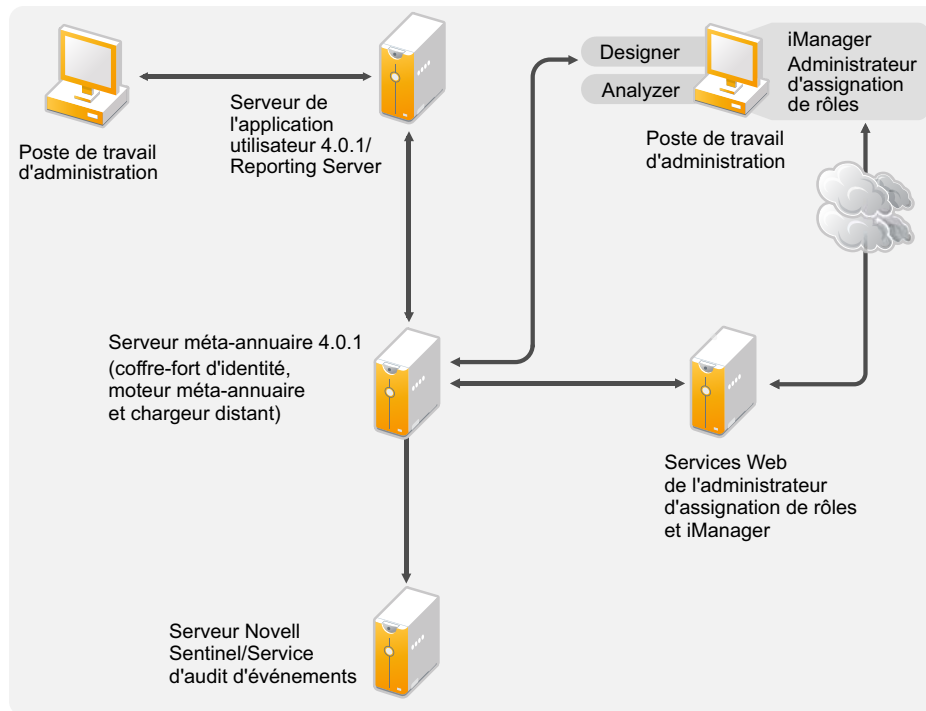 Designer
Analyzer
iManager
Administrateur
d'assignation
de rôles
Poste de travail
d'administration
Serveur de
l'application
utilisateur 4.0.1/
Reporting Server
Poste de travail
d'administration
Serveur méta-annuaire 4.0.1
(coffre-fort d'identité,
moteur méta-annuaire
et chargeur distant)
Services Web
de l'administrateur
d'assignation de rôles
et iManager
Serveur Novell
Sentinel/Service
d'audit d'événements